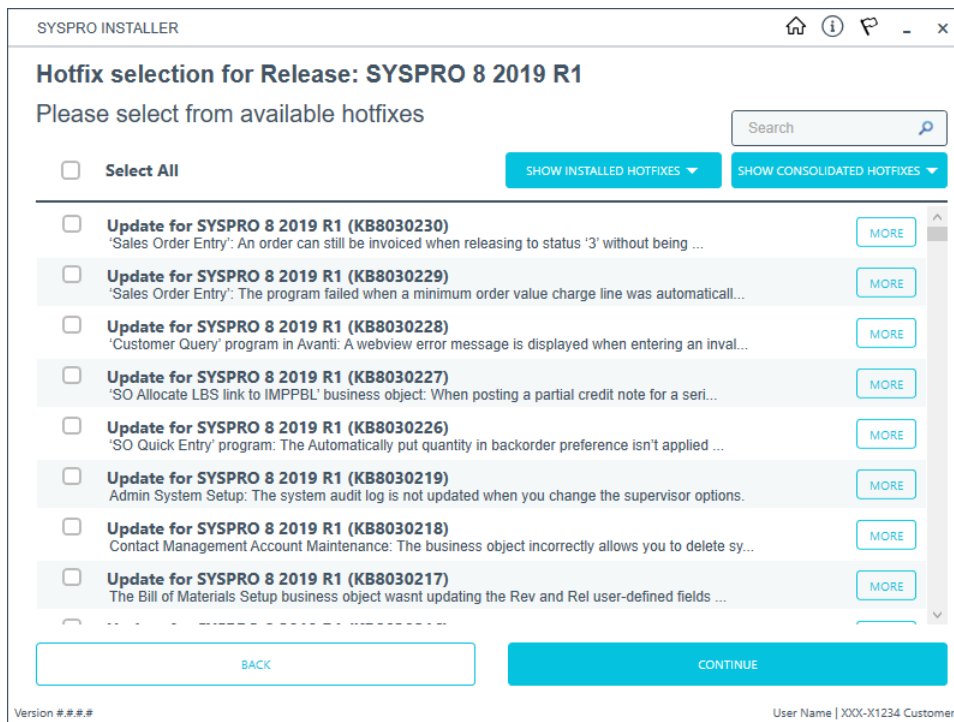 SYSPRO INSTALLER
Hotfix selection for Release: SYSPRO 8 2019 R1
Please select from available hotfixes
Search
Select All
SHOW INSTALLED HOTFIXES
SHOW CONSOLIDATED HOTFIXES
Update for SYSPRO 8 2019 R1 (KB8030230)
MORE
'Sales Order Entry': An order can still be invoiced when releasing to status '3' without being ...
Update for SYSPRO 8 2019 R1 (KB8030229)
MORE
'Sales Order Entry': The program failed when a minimum order value charge line was automaticall...
Update for SYSPRO 8 2019 R1 (KB8030228)
MORE
'Customer Query' program in Avanti: A webview error message is displayed when entering an inval...
Update for SYSPRO 8 2019 R1 (KB8030227)
MORE
'SO Allocate LBS link to IMPPBL' business object: When posting a partial credit note for a seri...
Update for SYSPRO 8 2019 R1 (KB8030226)
MORE
'SO Quick Entry' program: The Automatically put quantity in backorder preference isn't applied ...
Update for SYSPRO 8 2019 R1 (KB8030219)
MORE
Admin System Setup: The system audit log is not updated when you change the supervisor options.
Update for SYSPRO 8 2019 R1 (KB8030218)
MORE
Contact Management Account Maintenance: The business object incorrectly allows you to delete sy...
Update for SYSPRO 8 2019 R1 (KB8030217)
MORE
The Bill of Materials Setup business object wasnt updating the Rev and Rel user-defined fields ...
BACK
CONTINUE
Version #.#.#.#
User Name | XXX-X1234 Customer